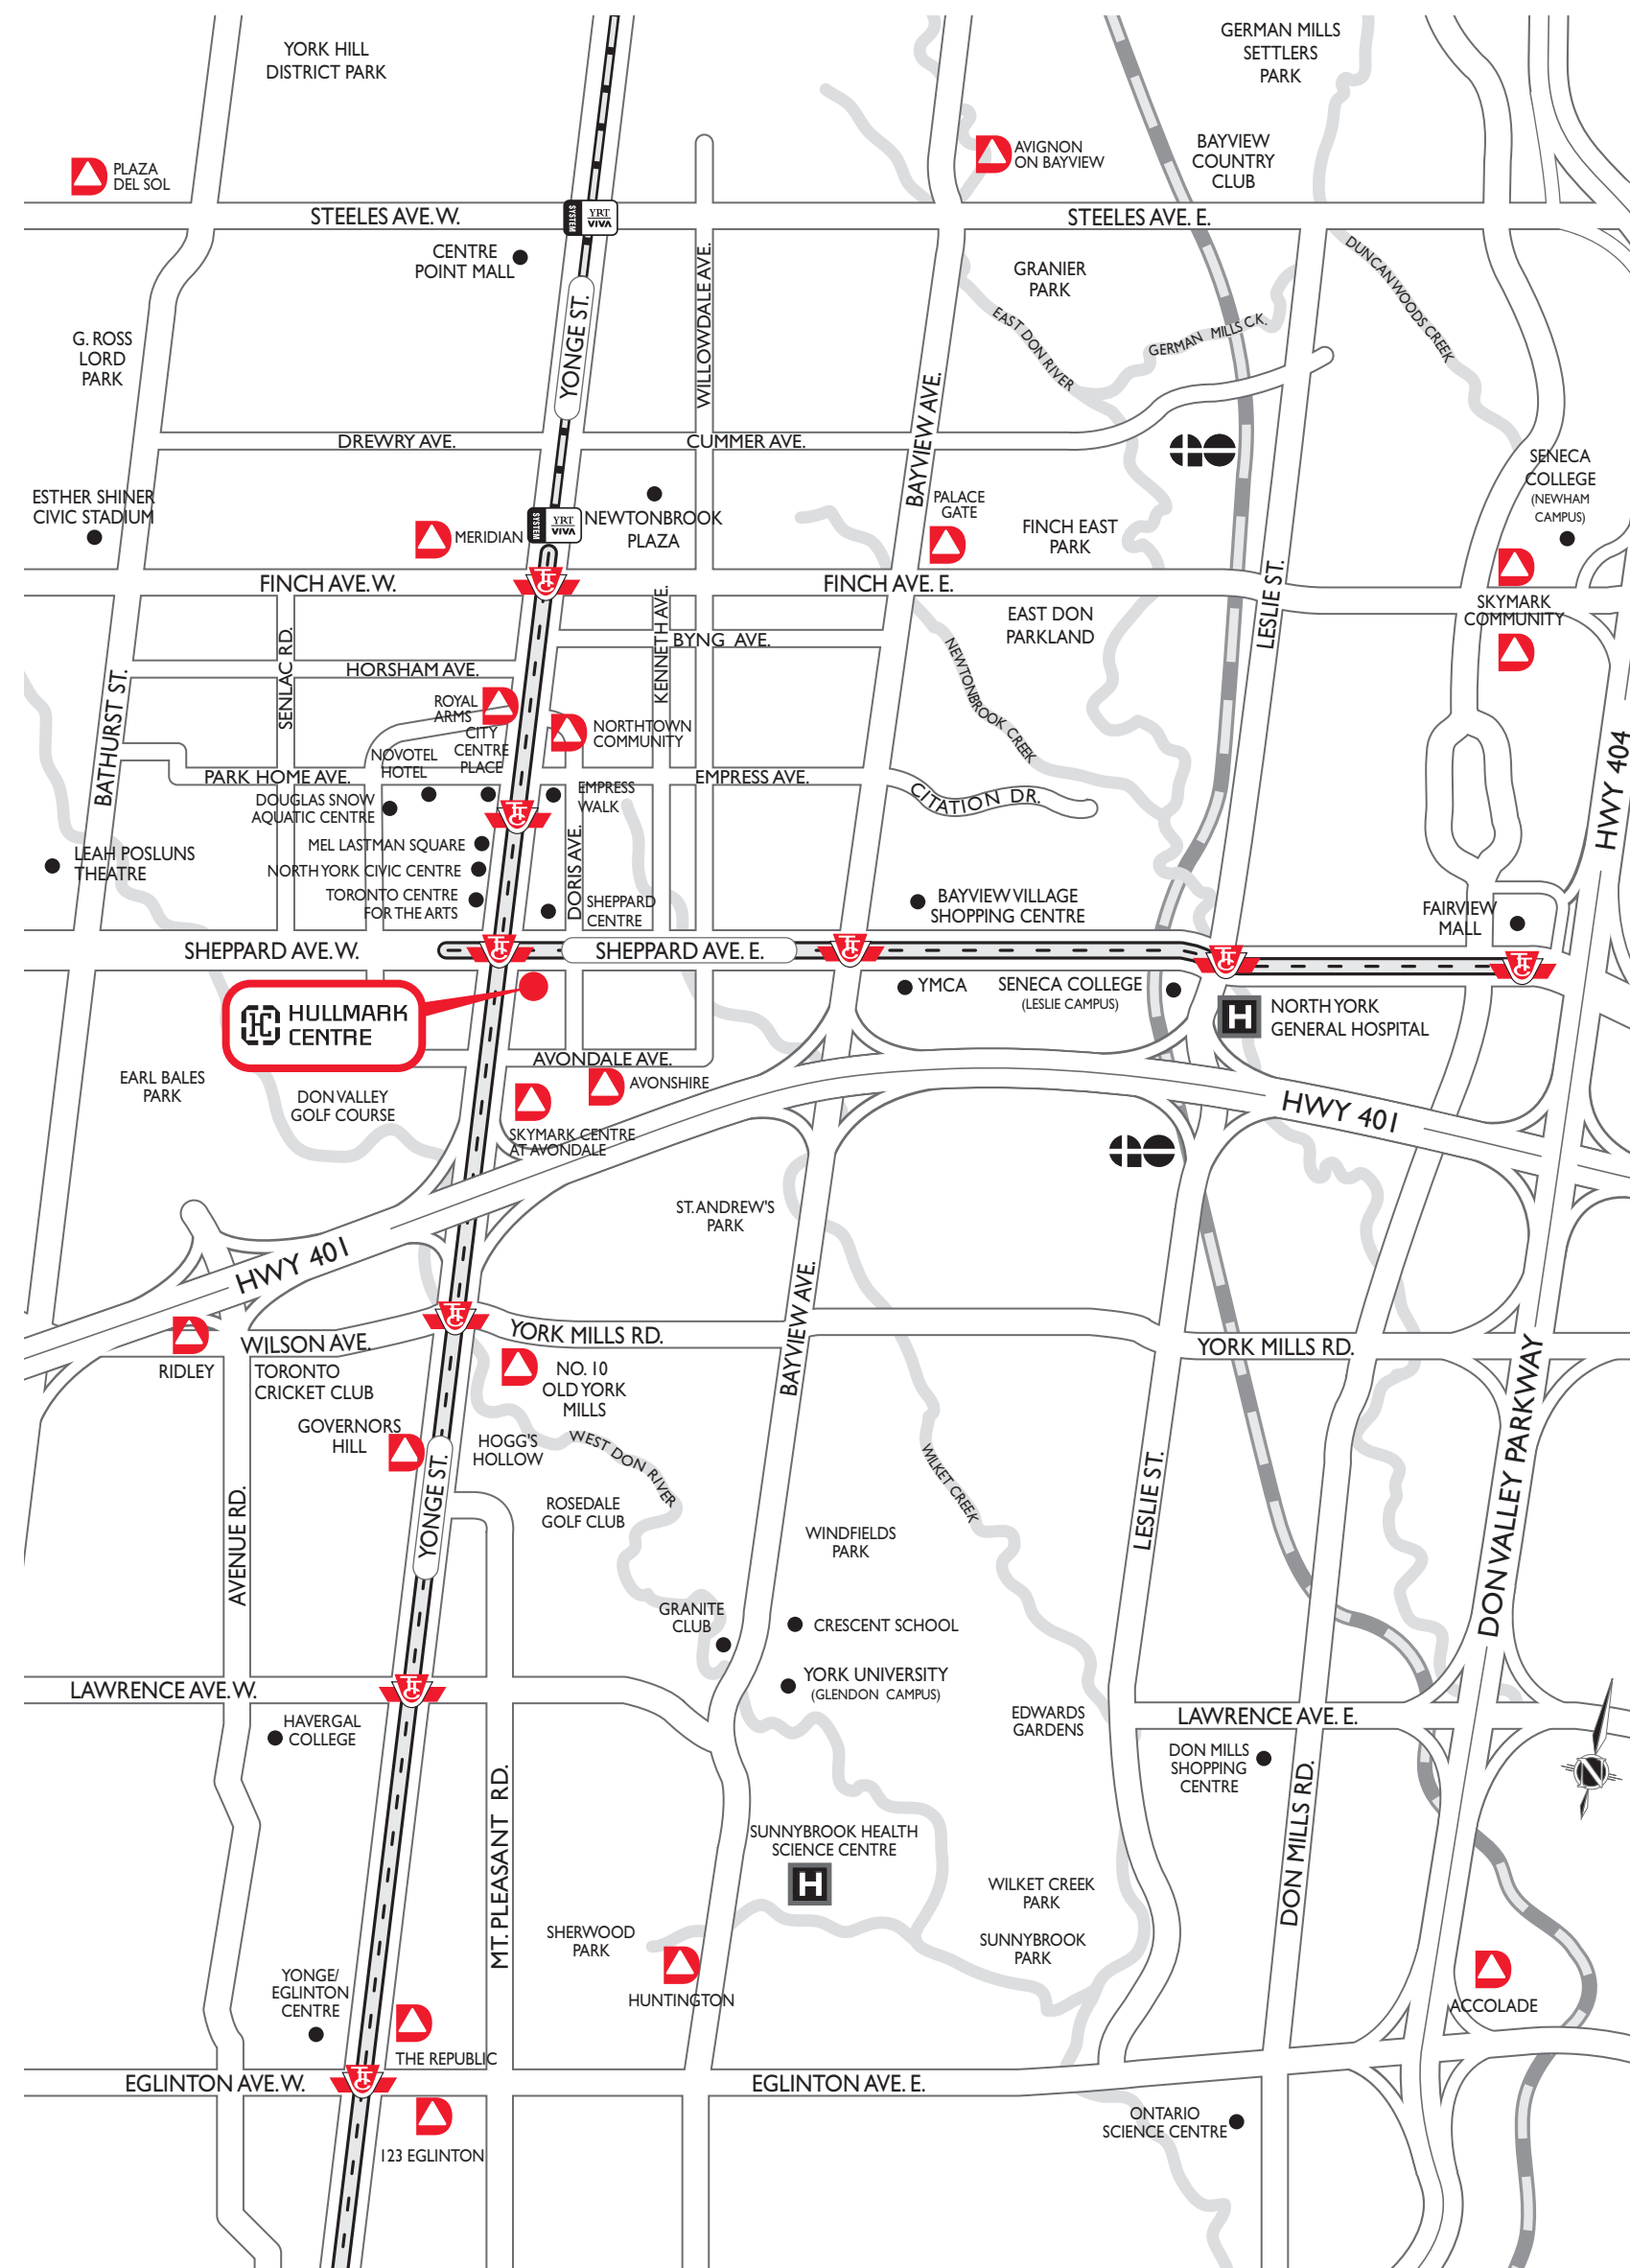 YORK HILL
DISTRICT PARK
GERMAN MILLS
SETTLERS
PARK
PLAZA
DEL SOL
AVIGNON
ON BAYVIEW
BAYVIEW
COUNTRY
CLUB
STEELES AVE. W.
SYSTEM
YRT
VIVA
STEELES AVE. E.
CENTRE
POINT MALL
WILLOWDALE AVE.
GRANIER
PARK
DUNCAN WOODS CREEK
YONGE ST.
EAST DON RIVER
GERMAN MILLS CK.
G. ROSS
LORD
PARK
BAYVIEW AVE.
DREWRY AVE.
CUMMER AVE.
SENECA
COLLEGE
(NEWHAM
CAMPUS)
ESTHER SHINER
CIVIC STADIUM
PALACE
GATE
MERIDIAN
SYSTEM
YRT
VIVA
NEWTONBROOK
PLAZA
FINCH EAST
PARK
FINCH AVE. W.
TTC
FINCH AVE. E.
LESLIE ST.
SKYMARK
COMMUNITY
KENNETH AVE.
EAST DON
PARKLAND
BYNG AVE.
SENLAC RD.
HORSHAM AVE.
NEWTONBROOK CREEK
BATHURST ST.
ROYAL
ARMS
CITY
CENTRE
PLACE
NORTHTOWN
COMMUNITY
NOVOTEL
HOTEL
HWY 404
PARK HOME AVE.
EMPRESS AVE.
EMPRESS
WALK
CITATION DR.
DOUGLAS SNOW
AQUATIC CENTRE
TTC
MEL LASTMAN SQUARE
LEAH POSLUNS
THEATRE
NORTH YORK CIVIC CENTRE
DORIS AVE.
TORONTO CENTRE
FOR THE ARTS
SHEPPARD
CENTRE
BAYVIEW VILLAGE
SHOPPING CENTRE
FAIRVIEW
MALL
SHEPPARD AVE. W.
TTC
SHEPPARD AVE. E.
TTC
TTC
TTC
YMCA
SENECA COLLEGE
(LESLIE CAMPUS)
HULLMARK
CENTRE
H
NORTH YORK
GENERAL HOSPITAL
AVONDALE AVE.
AVONSHIRE
EARL BALES
PARK
DON VALLEY
GOLF COURSE
HWY 401
SKYMARK CENTRE
AT AVONDALE
ST. ANDREW'S
PARK
HWY 401
BAYVIEW AVE.
TTC
WILSON AVE.
YORK MILLS RD.
YORK MILLS RD.
RIDLEY
TORONTO
CRICKET CLUB
NO. 10
OLD YORK
MILLS
DON VALLEY PARKWAY
GOVERNORS
HILL
HOGG'S
HOLLOW
WEST DON RIVER
WILKET CREEK
LESLIE ST.
YONGE ST.
AVENUE RD.
ROSEDALE
GOLF CLUB
WINDFIELDS
PARK
GRANITE
CLUB
CRESCENT SCHOOL
YORK UNIVERSITY
(GLENDON CAMPUS)
LAWRENCE AVE. W.
TTC
EDWARDS
GARDENS
LAWRENCE AVE. E.
HAVERGAL
COLLEGE
DON MILLS
SHOPPING
CENTRE
N
MT. PLEASANT RD.
DON MILLS RD.
SUNNYBROOK HEALTH
SCIENCE CENTRE
H
WILKET CREEK
PARK
SHERWOOD
PARK
SUNNYBROOK
PARK
YONGE/
EGLINTON
CENTRE
HUNTINGTON
ACCOLADE
THE REPUBLIC
EGLINTON AVE. W.
TTC
EGLINTON AVE. E.
ONTARIO
SCIENCE CENTRE
123 EGLINTON